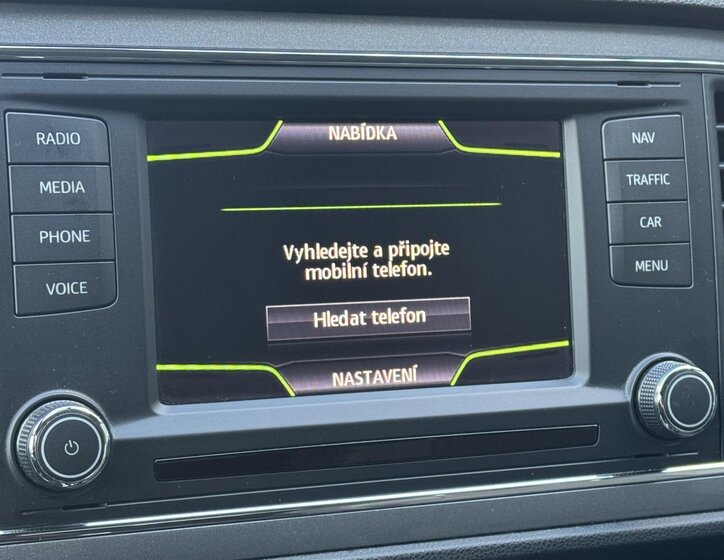 RADIO
MEDIA
PHONE
VOICE
NABÍDKA
Vyhledejte a připojte
mobilní telefon.
Hledat telefon
NASTAVENÍ
NAV
TRAFFIC
CAR
MENU